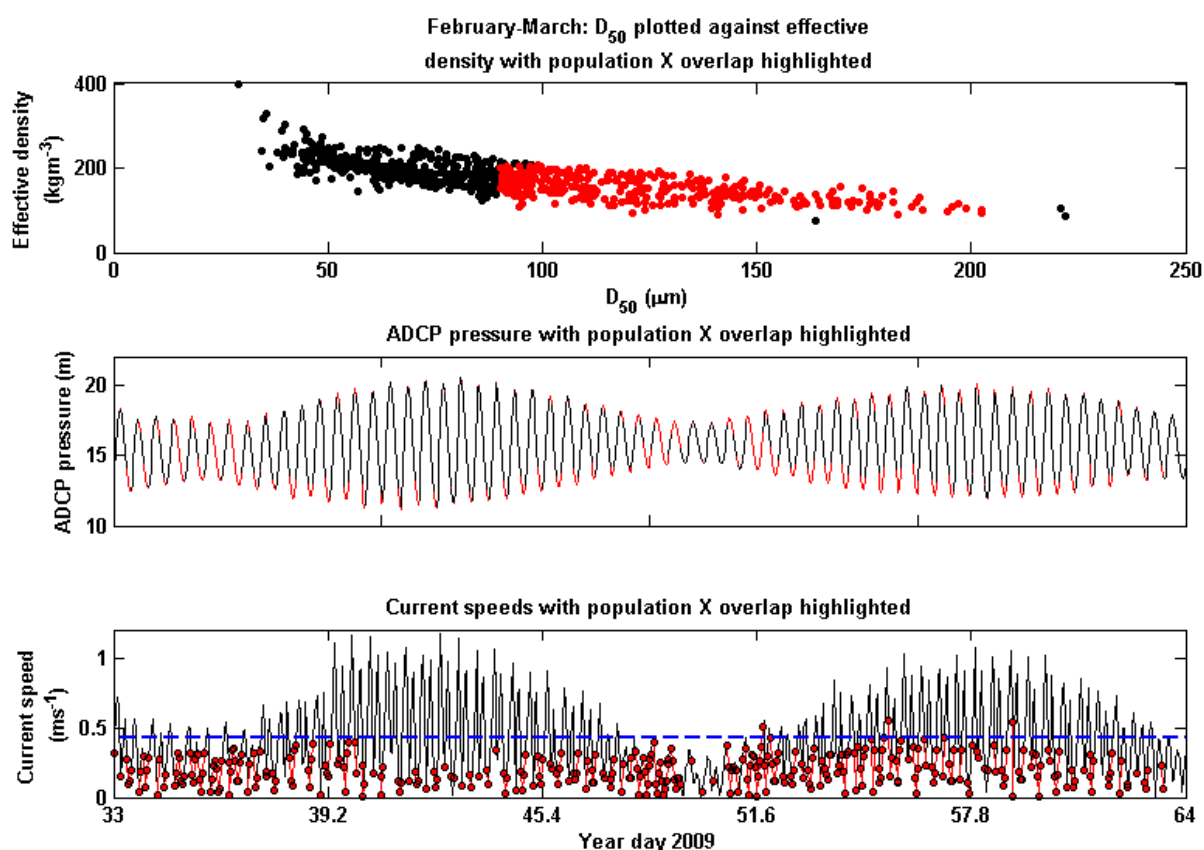 February-March: D50 plotted against effective
density with population X overlap highlighted
Effective density
(kgm-3)
400
200
0
0 50 100 150 200 250
D50 (μm)
ADCP pressure with population X overlap highlighted
ADCP pressure (m)
20
15
10
Current speeds with population X overlap highlighted
Current speed
(ms-1)
1
0.5
0
33 39.2 45.4 51.6 57.8 64
Year day 2009